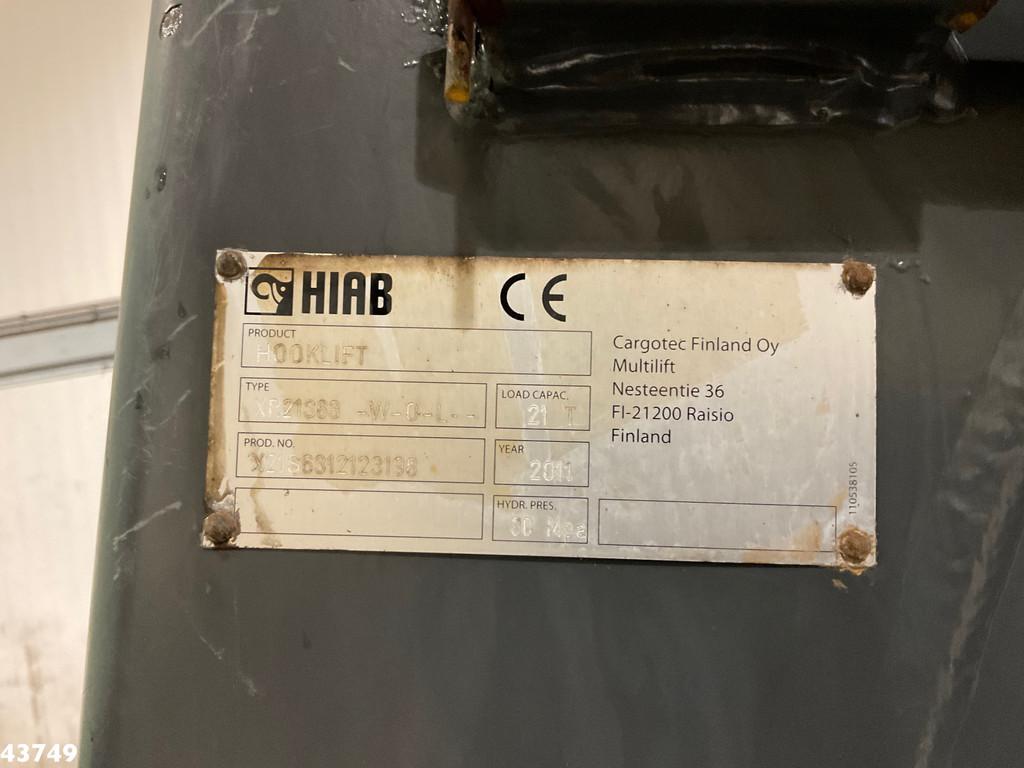 HIAB CE
PRODUCT
HOOKLIFT
TYPE
LOAD CAPAC.
-W-O-L--
21 T
PROD. NO.
YEAR
2011
HYDR. PRES.
Mpa
Cargotec Finland Oy
Multilift
Nesteentie 36
FI-21200 Raisio
Finland
110538105
43749